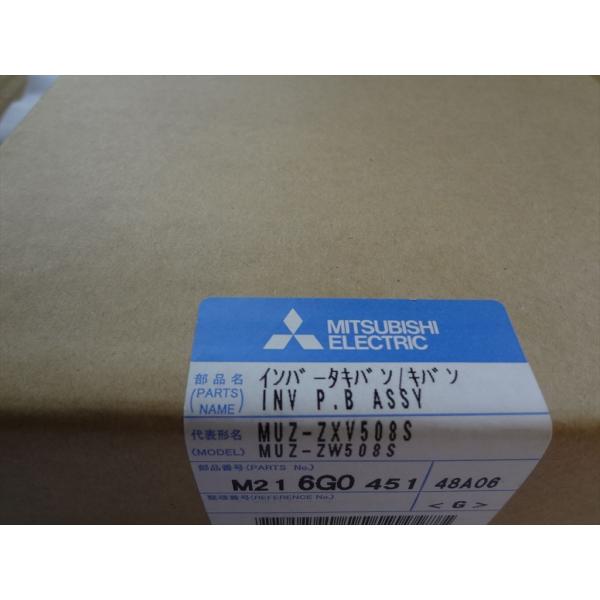 MITSUBISHI
ELECTRIC
部品名 インバータキバン/キバン
(PARTS NAME) INV P.B ASSY
代表形名 MUZ-ZXV508S
(MODEL) MUZ-ZW508S
部品番号(PARTS No.)
M21 6G0 451 48A06
整理番号(REFERENCE No.) <G>